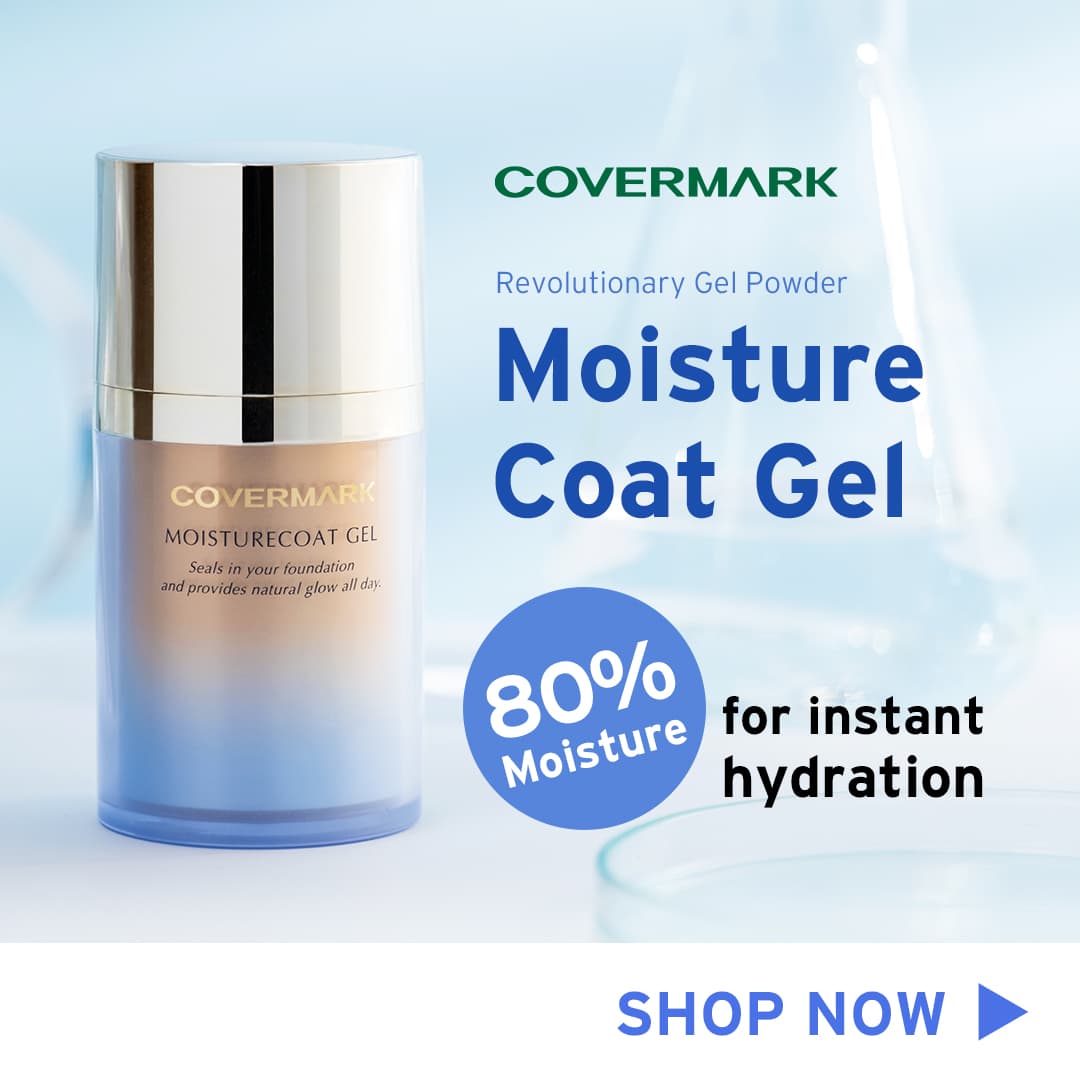 COVERMARK
Revolutionary Gel Powder
Moisture
Coat Gel
COVERMARK
MOISTURECOAT GEL
Seals in your foundation
and provides natural glow all day.
80%
Moisture
for instant
hydration
SHOP NOW